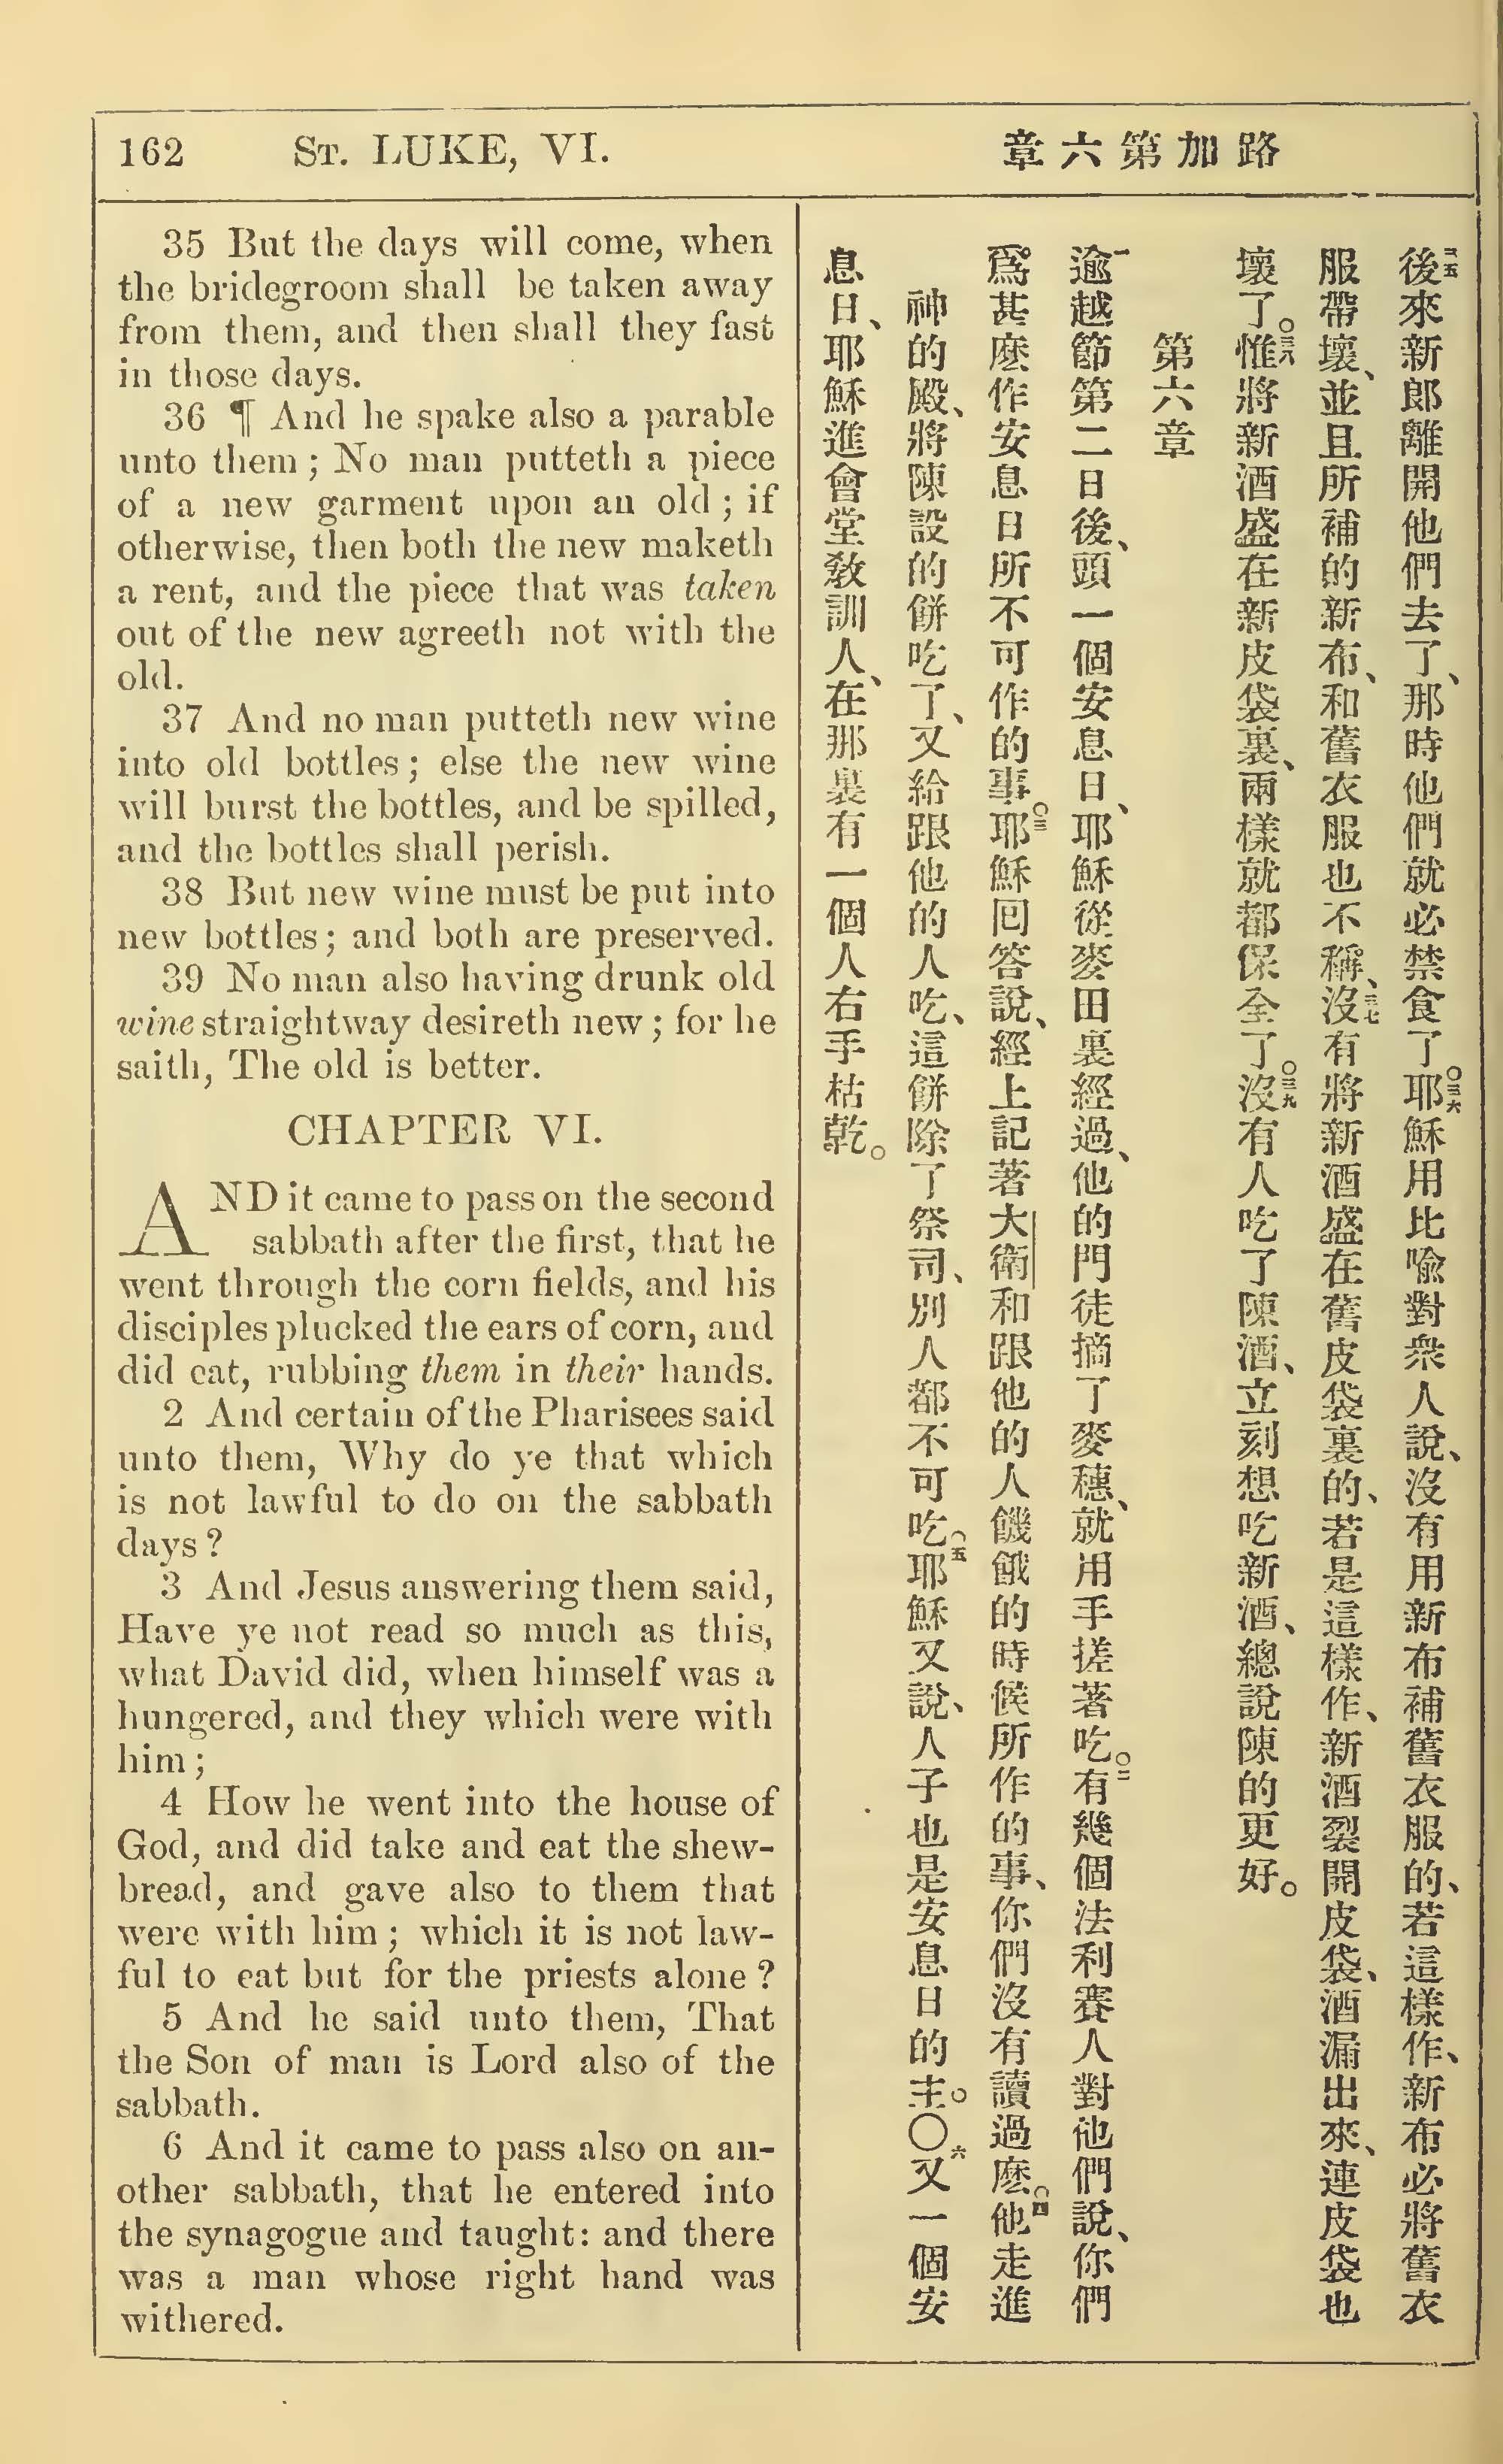 162 St. LUKE, VI.
章六第加路
35 But the days will come, when
the bridegroom shall be taken away
from them, and then shall they fast
in those days.
36 ¶ And he spake also a parable
unto them ; No man putteth a piece
of a new garment upon an old ; if
otherwise, then both the new maketh
a rent, and the piece that was taken
out of the new agreeth not with the
old.
37 And no man putteth new wine
into old bottles ; else the new wine
will burst the bottles, and be spilled,
and the bottles shall perish.
38 But new wine must be put into
new bottles ; and both are preserved.
39 No man also having drunk old
wine straightway desireth new ; for he
saith, The old is better.
CHAPTER VI.
AND it came to pass on the second
sabbath after the first, that he
went through the corn fields, and his
disciples plucked the ears of corn, and
did eat, rubbing them in their hands.
2 And certain of the Pharisees said
unto them, Why do ye that which
is not lawful to do on the sabbath
days ?
3 And Jesus answering them said,
Have ye not read so much as this,
what David did, when himself was a
hungered, and they which were with
him ;
4 How he went into the house of
God, and did take and eat the shew-
bread, and gave also to them that
were with him ; which it is not law-
ful to eat but for the priests alone ?
5 And he said unto them, That
the Son of man is Lord also of the
sabbath.
6 And it came to pass also on an-
other sabbath, that he entered into
the synagogue and taught: and there
was a man whose right hand was
withered.
三五後來新郎離開他們去了、那時他們就必禁食了。三六耶穌用比喩對衆人說、沒有用新布補舊衣服的、若這樣作、新布必將舊衣
服帶壞、並且所補的新布、和舊衣服也不稱、三七沒有將新酒盛在舊皮袋裏的、若是這樣作、新酒裂開皮袋、酒漏出來、連皮袋也
壞了。三八惟將新酒盛在新皮袋裏、兩樣就都保全了。三九沒有人吃了陳酒、立刻想吃新酒、總說陳的更好。
第六章
一逾越節第二日後、頭一個安息日、耶穌從麥田裏經過、他的門徒摘了麥穗、就用手搓著吃。二有幾個法利賽人對他們說、你們
爲甚麽作安息日所不可作的事。三耶穌回答說、經上記著大衛和跟他的人饑餓的時候所作的事、你們沒有讀過麽。四他走進
神的殿、將陳設的餅吃了、又給跟他的人吃、這餅除了祭司、別人都不可吃。五耶穌又說、人子也是安息日的主。〇六又一個安
息日、耶穌進會堂敎訓人、在那裏有一個人右手枯乾。